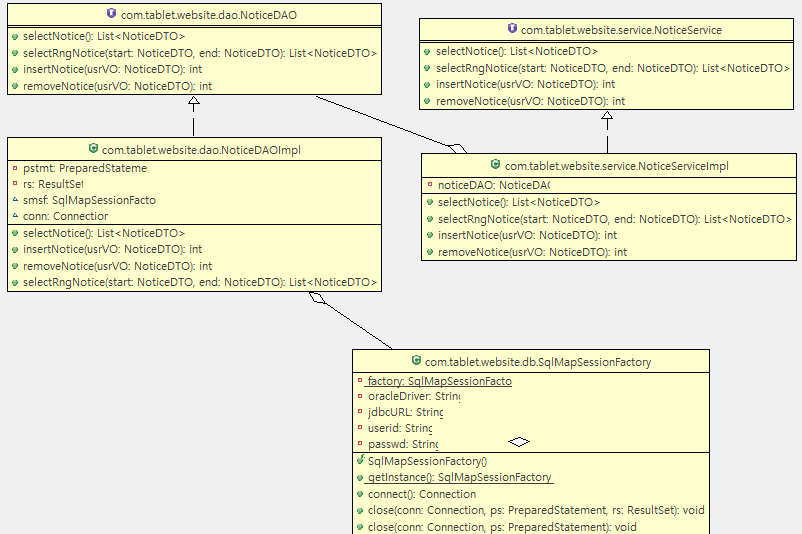 com.tablet.website.dao.NoticeDAO
selectNotice(): List<NoticeDTO>
selectRngNotice(start: NoticeDTO, end: NoticeDTO): List<NoticeDTO>
insertNotice(usrVO: NoticeDTO): int
removeNotice(usrVO: NoticeDTO): int
com.tablet.website.service.NoticeService
selectNotice(): List<NoticeDTO>
selectRngNotice(start: NoticeDTO, end: NoticeDTO): List<NoticeDTO>
insertNotice(usrVO: NoticeDTO): int
removeNotice(usrVO: NoticeDTO): int
com.tablet.website.dao.NoticeDAOImpl
pstmt: PreparedStateme
rs: ResultSet
smsf: SqlMapSessionFacto
conn: Connection
selectNotice(): List<NoticeDTO>
insertNotice(usrVO: NoticeDTO): int
removeNotice(usrVO: NoticeDTO): int
selectRngNotice(start: NoticeDTO, end: NoticeDTO): List<NoticeDTO>
com.tablet.website.service.NoticeServiceImpl
noticeDAO: NoticeDAO
selectNotice(): List<NoticeDTO>
selectRngNotice(start: NoticeDTO, end: NoticeDTO): List<NoticeDTO>
insertNotice(usrVO: NoticeDTO): int
removeNotice(usrVO: NoticeDTO): int
com.tablet.website.db.SqlMapSessionFactory
factory: SqlMapSessionFacto
oracleDriver: String
jdbcURL: String
userid: String
passwd: String
SqlMapSessionFactory()
getInstance(): SqlMapSessionFactory
connect(): Connection
close(conn: Connection, ps: PreparedStatement, rs: ResultSet): void
close(conn: Connection, ps: PreparedStatement): void